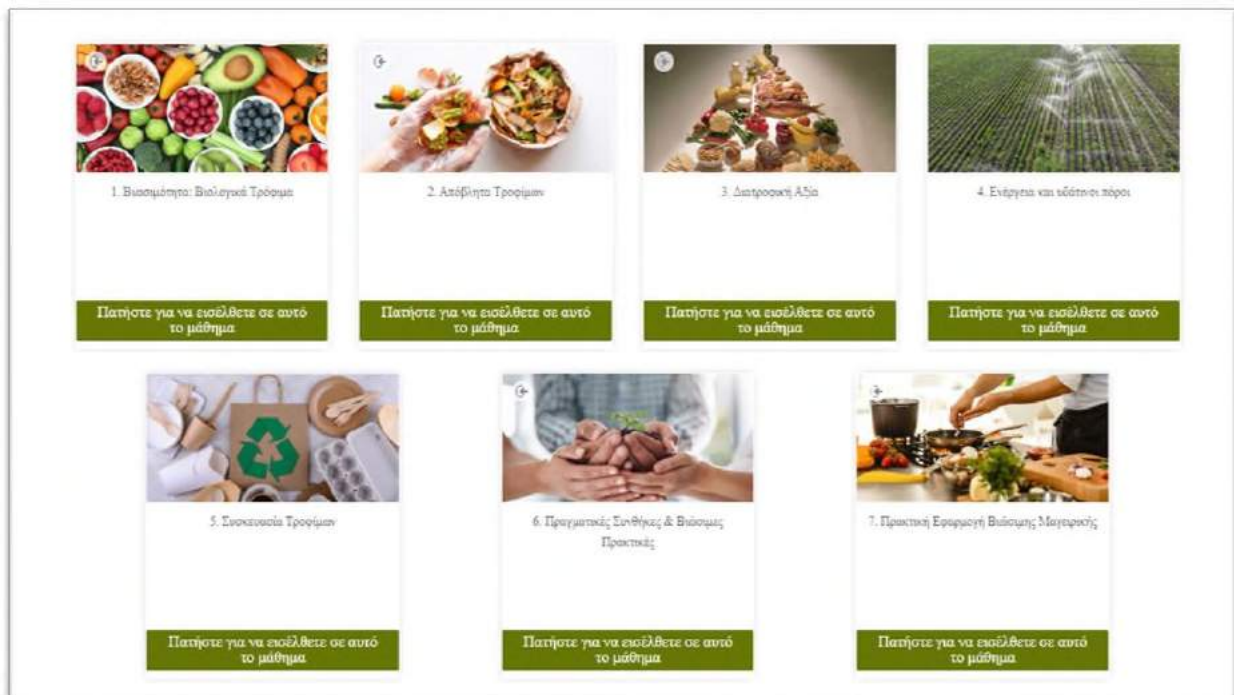 1. Βιωσιμότητα: Βιολογικά Τρόφιμα
2. Απόβλητα Τροφίμων
3. Διατροφική Αξία
4. Ενέργεια και υδάτινοι πόροι
Πατήστε για να εισέλθετε σε αυτό
το μάθημα
Πατήστε για να εισέλθετε σε αυτό
το μάθημα
Πατήστε για να εισέλθετε σε αυτό
το μάθημα
Πατήστε για να εισέλθετε σε αυτό
το μάθημα
5. Συσκευασία Τροφίμων
6. Πραγματικές Συνθήκες & Βιώσιμες
Πρακτικές
7. Πρακτική Εφαρμογή Βιώσιμης Μαγειρικής
Πατήστε για να εισέλθετε σε αυτό
το μάθημα
Πατήστε για να εισέλθετε σε αυτό
το μάθημα
Πατήστε για να εισέλθετε σε αυτό
το μάθημα